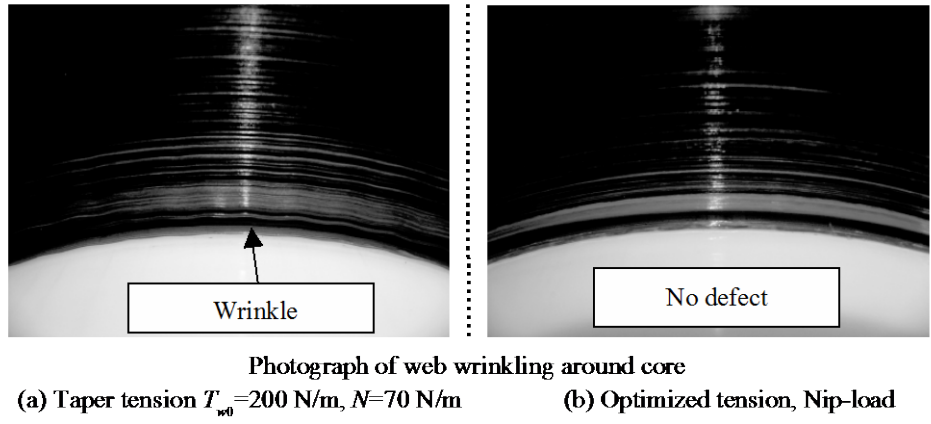 Wrinkle
No defect
Photograph of web wrinkling around core
(a) Taper tension Tw0=200 N/m, N=70 N/m
(b) Optimized tension, Nip-load